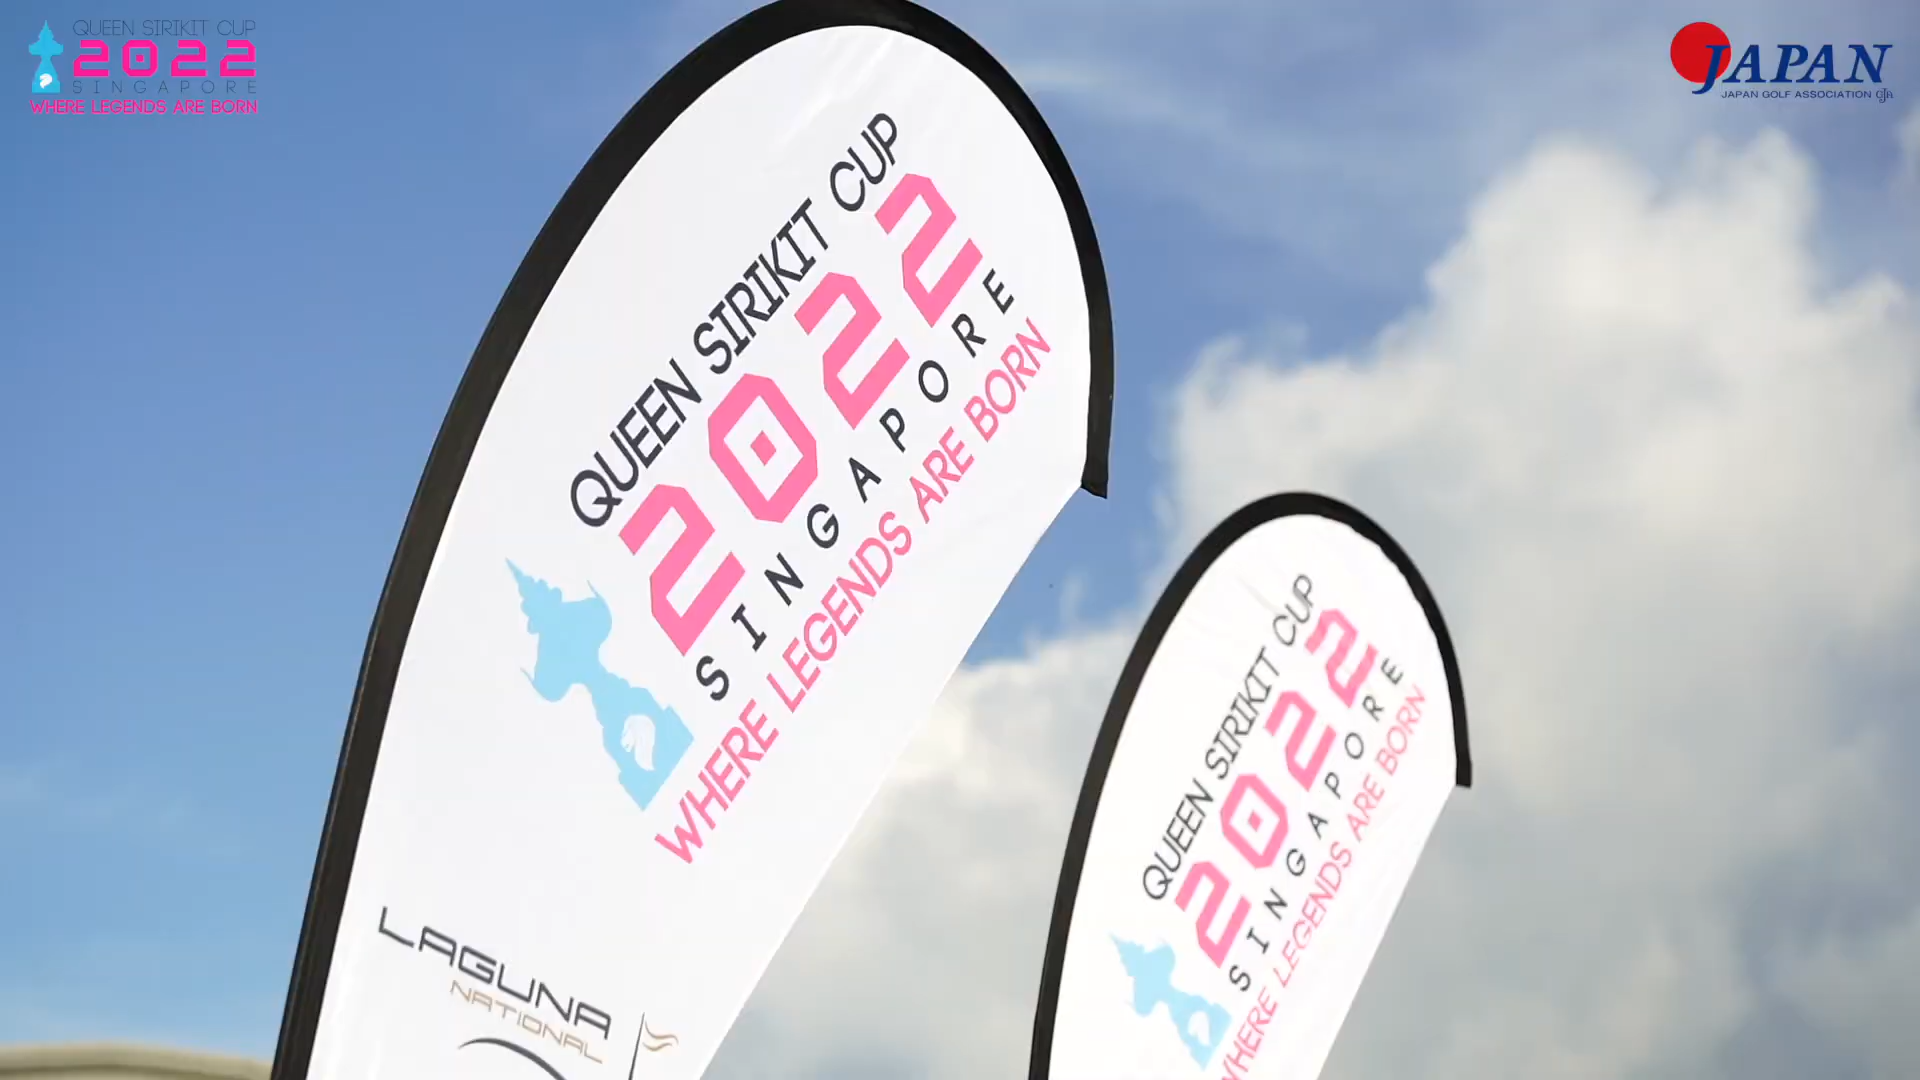 QUEEN SIRIKIT CUP
2022
SINGAPORE
WHERE LEGENDS ARE BORN
JAPAN
JAPAN GOLF ASSOCIATION JGA
QUEEN SIRIKIT CUP
2022
SINGAPORE
WHERE LEGENDS ARE BORN
LAGUNA
NATIONAL
QUEEN SIRIKIT CUP
2022
SINGAPORE
WHERE LEGENDS ARE BORN